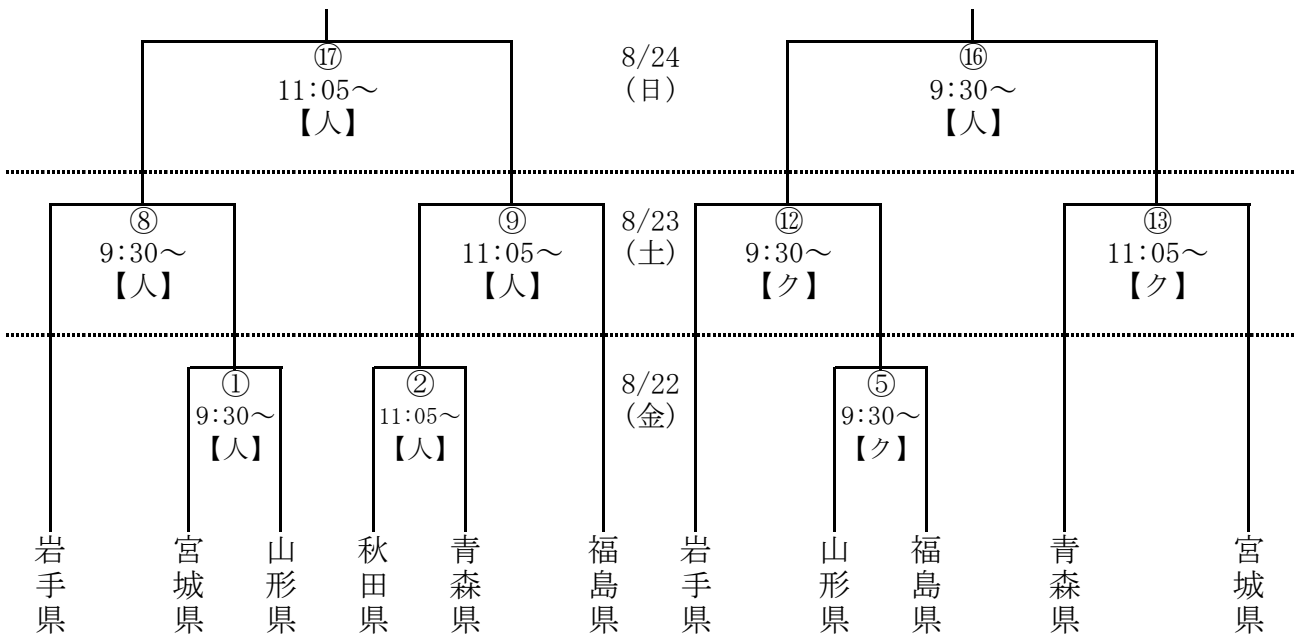 ⑰
11:05～
【人】
8/24
（日）
⑯
9:30～
【人】
⑧
9:30～
【人】
⑨
11:05～
【人】
8/23
（土）
⑫
9:30～
【ク】
⑬
11:05～
【ク】
①
9:30～
【人】
②
11:05～
【人】
8/22
（金）
⑤
9:30～
【ク】
岩手県
宮城県
山形県
秋田県
青森県
福島県
岩手県
山形県
福島県
青森県
宮城県